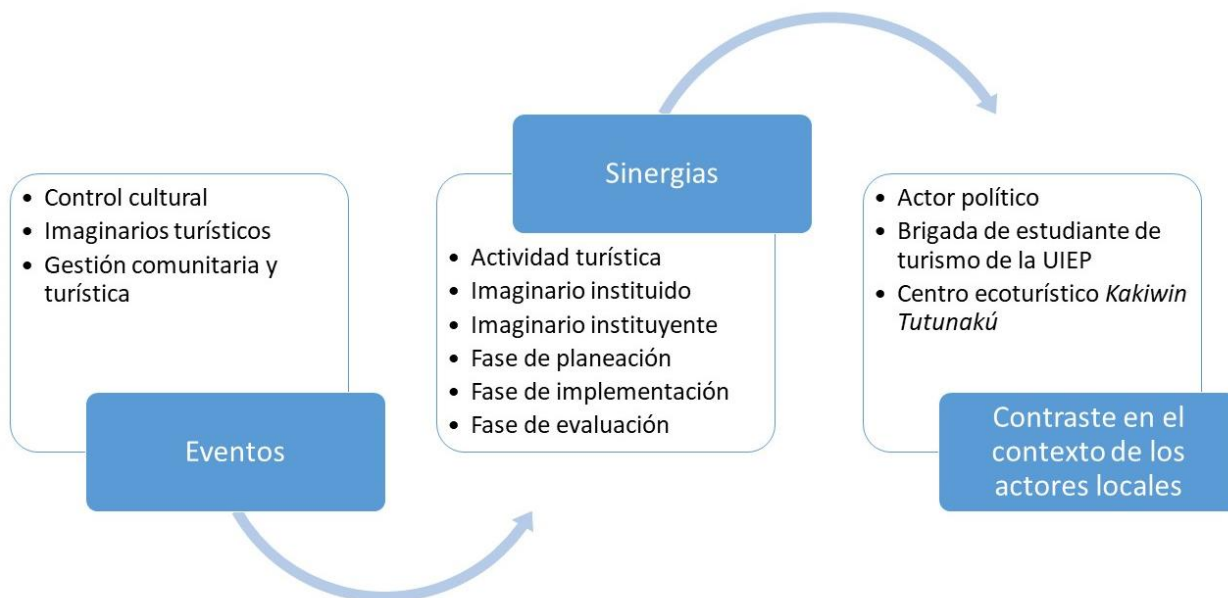 • Control cultural
• Imaginarios turísticos
• Gestión comunitaria y
turística
Eventos
Sinergias
• Actividad turística
• Imaginario instituido
• Imaginario instituyente
• Fase de planeación
• Fase de implementación
• Fase de evaluación
• Actor político
• Brigada de estudiante de
turismo de la UIEP
• Centro ecoturístico Kakiwin
Tutunakú
Contraste en el
contexto de los
actores locales